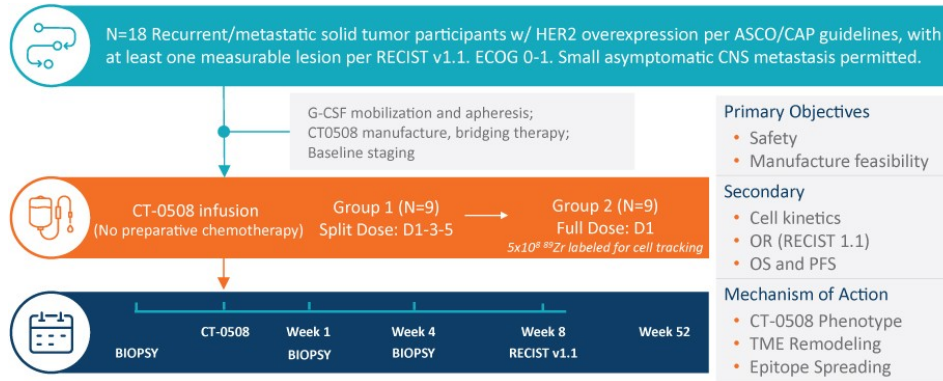 N=18 Recurrent/metastatic solid tumor participants w/ HER2 overexpression per ASCO/CAP guidelines, with
at least one measurable lesion per RECIST v1.1. ECOG 0-1. Small asymptomatic CNS metastasis permitted.
G-CSF mobilization and apheresis;
CT0508 manufacture, bridging therapy;
Baseline staging
CT-0508 infusion
(No preparative chemotherapy)
Group 1 (N=9)
Split Dose: D1-3-5
Group 2 (N=9)
Full Dose: D1
5x10⁸ ⁸⁹Zr labeled for cell tracking
BIOPSY
CT-0508
Week 1
BIOPSY
Week 4
BIOPSY
Week 8
RECIST v1.1
Week 52
Primary Objectives
• Safety
• Manufacture feasibility
Secondary
• Cell kinetics
• OR (RECIST 1.1)
• OS and PFS
Mechanism of Action
• CT-0508 Phenotype
• TME Remodeling
• Epitope Spreading